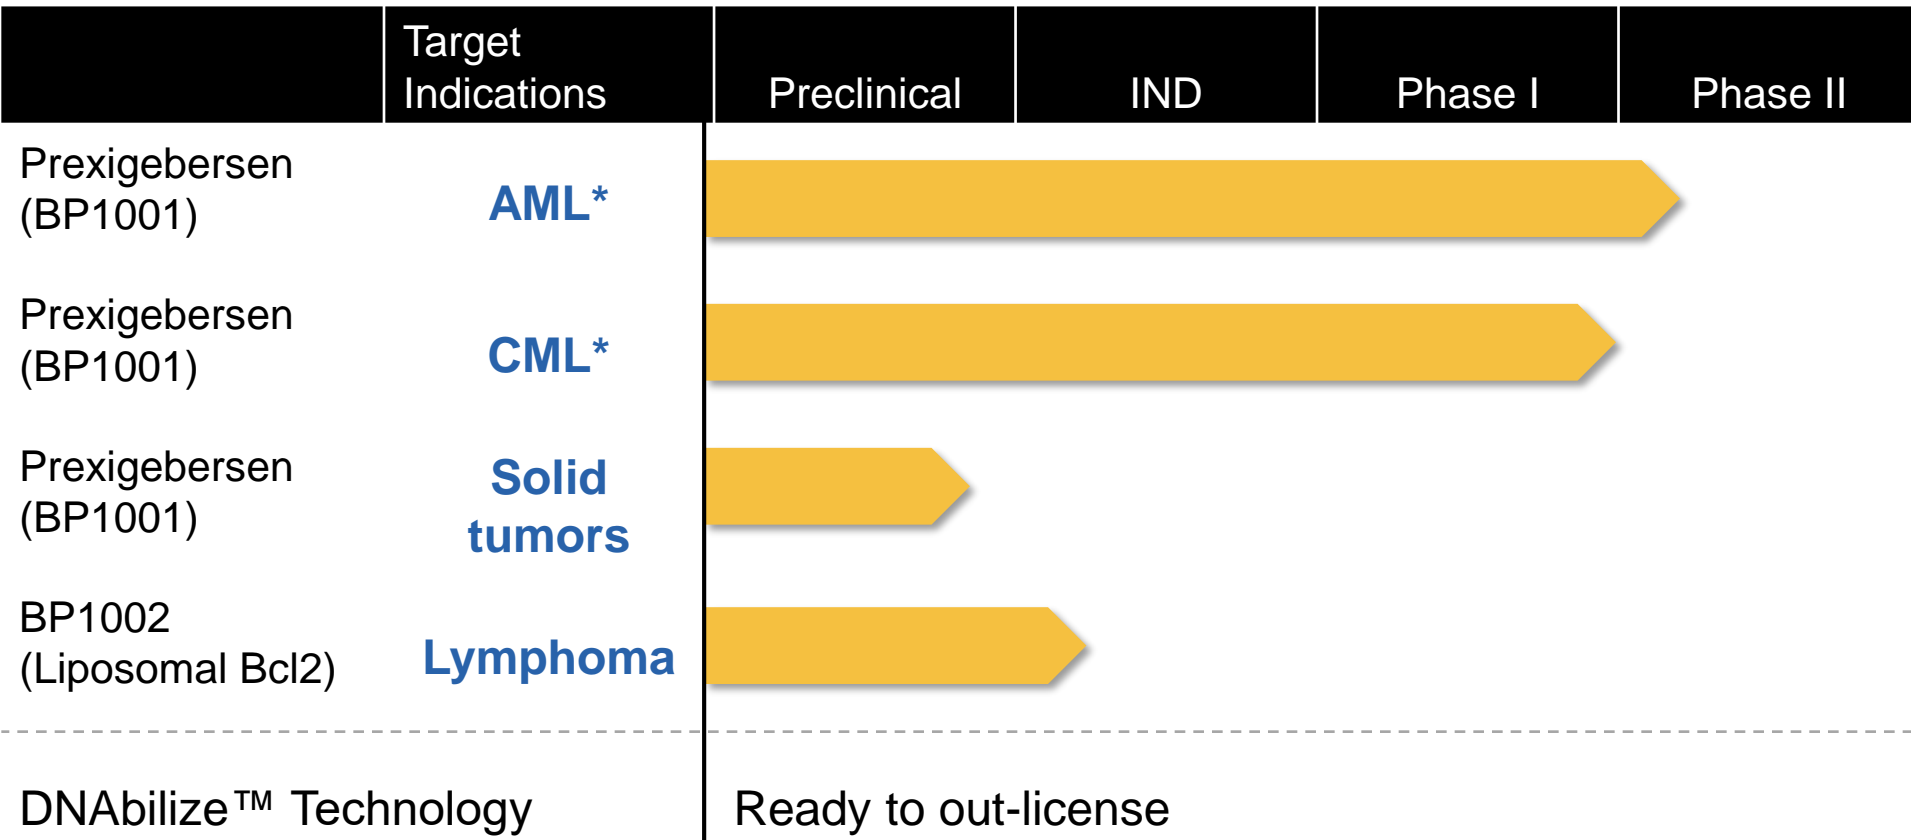 Target
Indications
Preclinical
IND
Phase I
Phase II
Prexigebersen
(BP1001)
AML*
Prexigebersen
(BP1001)
CML*
Prexigebersen
(BP1001)
Solid
tumors
BP1002
(Liposomal Bcl2)
Lymphoma
DNAbilize™ Technology
Ready to out-license